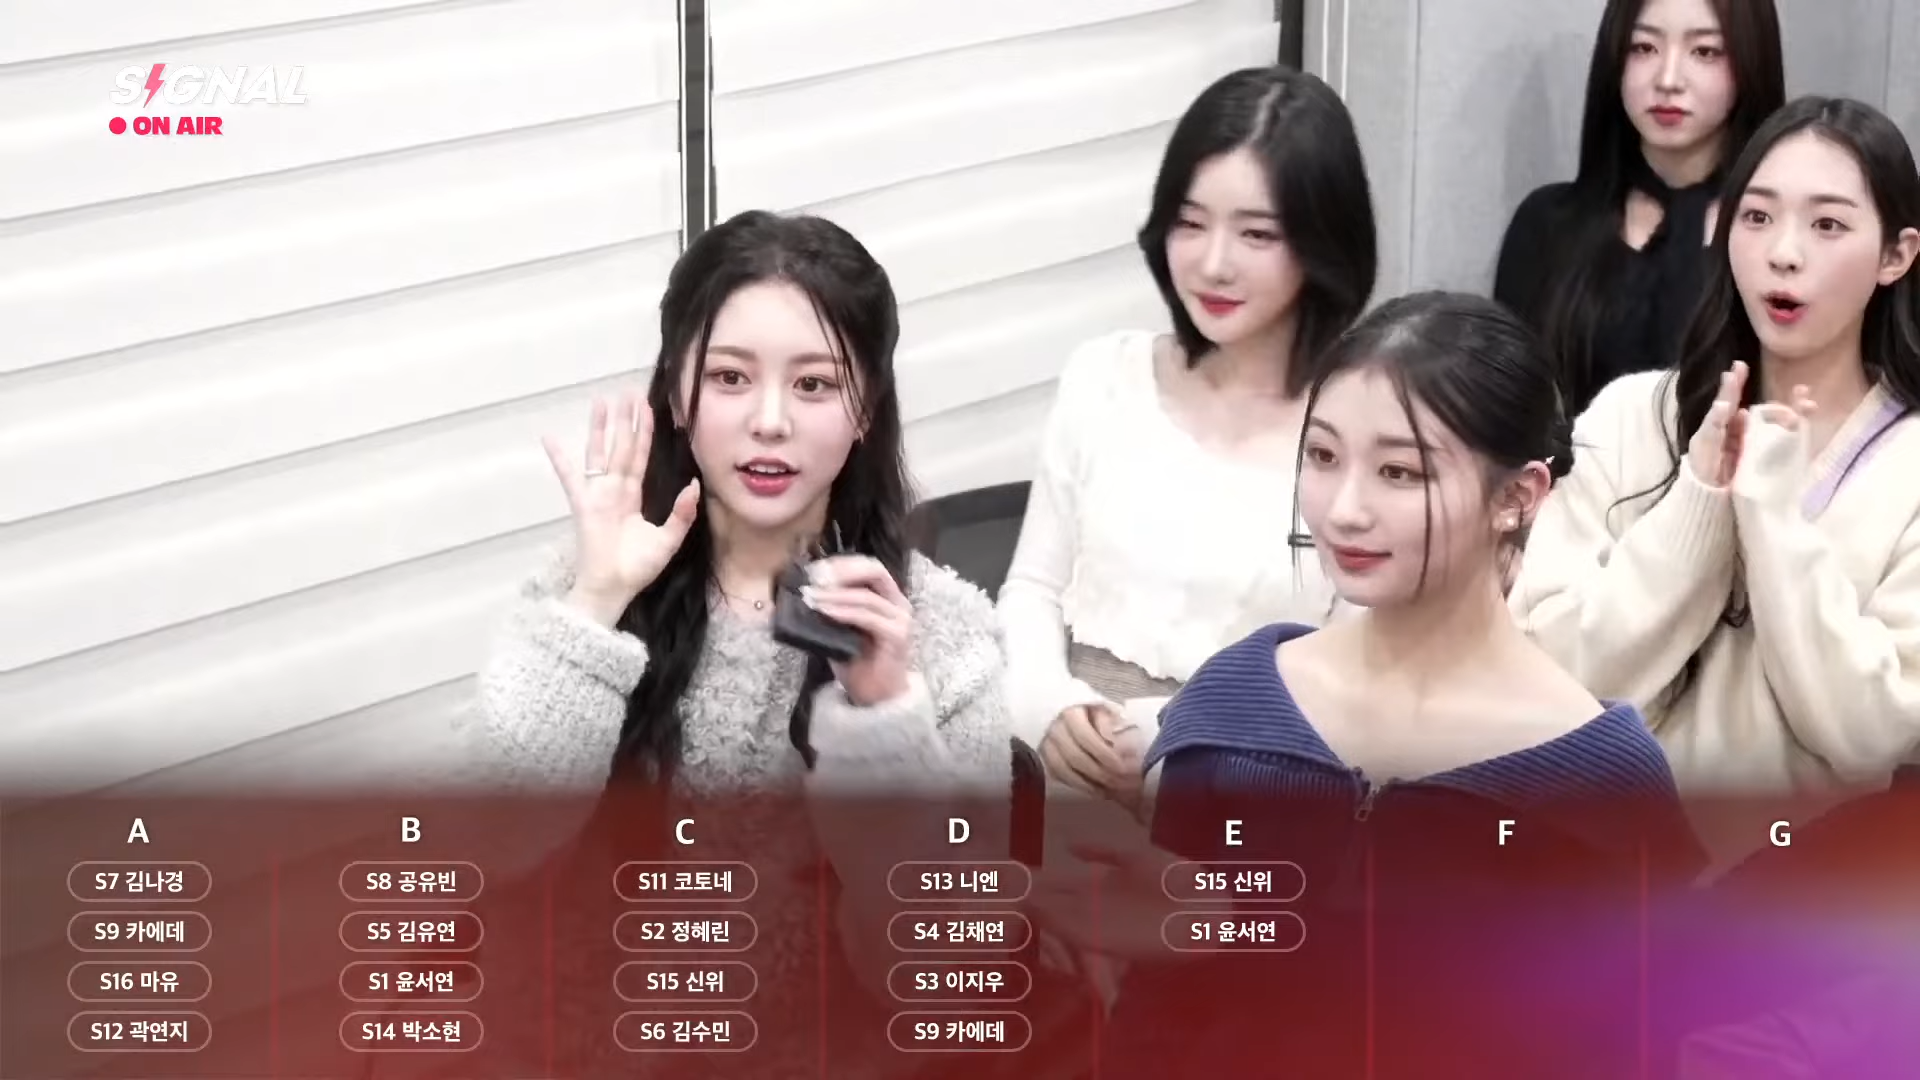 SIGNAL
ON AIR
A
S7 김나경
S9 카에데
S16 마유
S12 곽연지
B
S8 공유빈
S5 김유연
S1 윤서연
S14 박소현
C
S11 코토네
S2 정혜린
S15 신위
S6 김수민
D
S13 니엔
S4 김채연
S3 이지우
S9 카에데
E
S15 신위
S1 윤서연
F
G